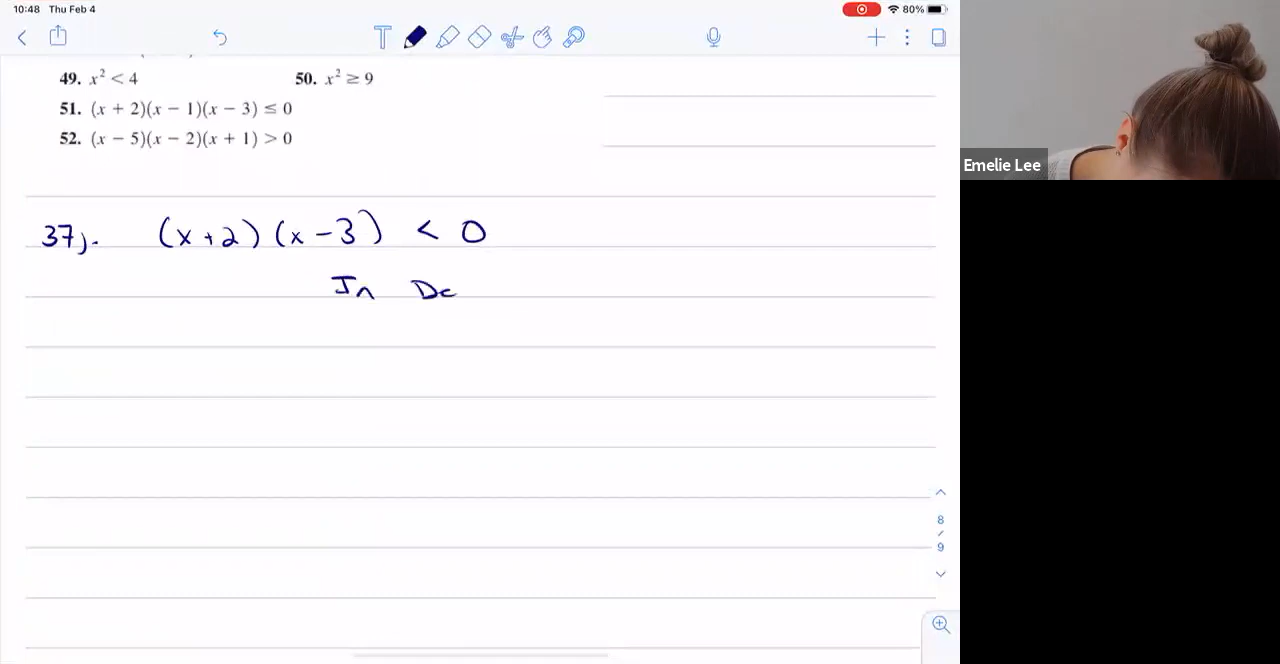 10:48 Thu Feb 4
80%
49. x² < 4 50. x² ≥ 9
51. (x + 2)(x − 1)(x − 3) ≤ 0
52. (x − 5)(x − 2)(x + 1) > 0
Emelie Lee
37). (x+2) (x−3) < 0
In De
8
/
9